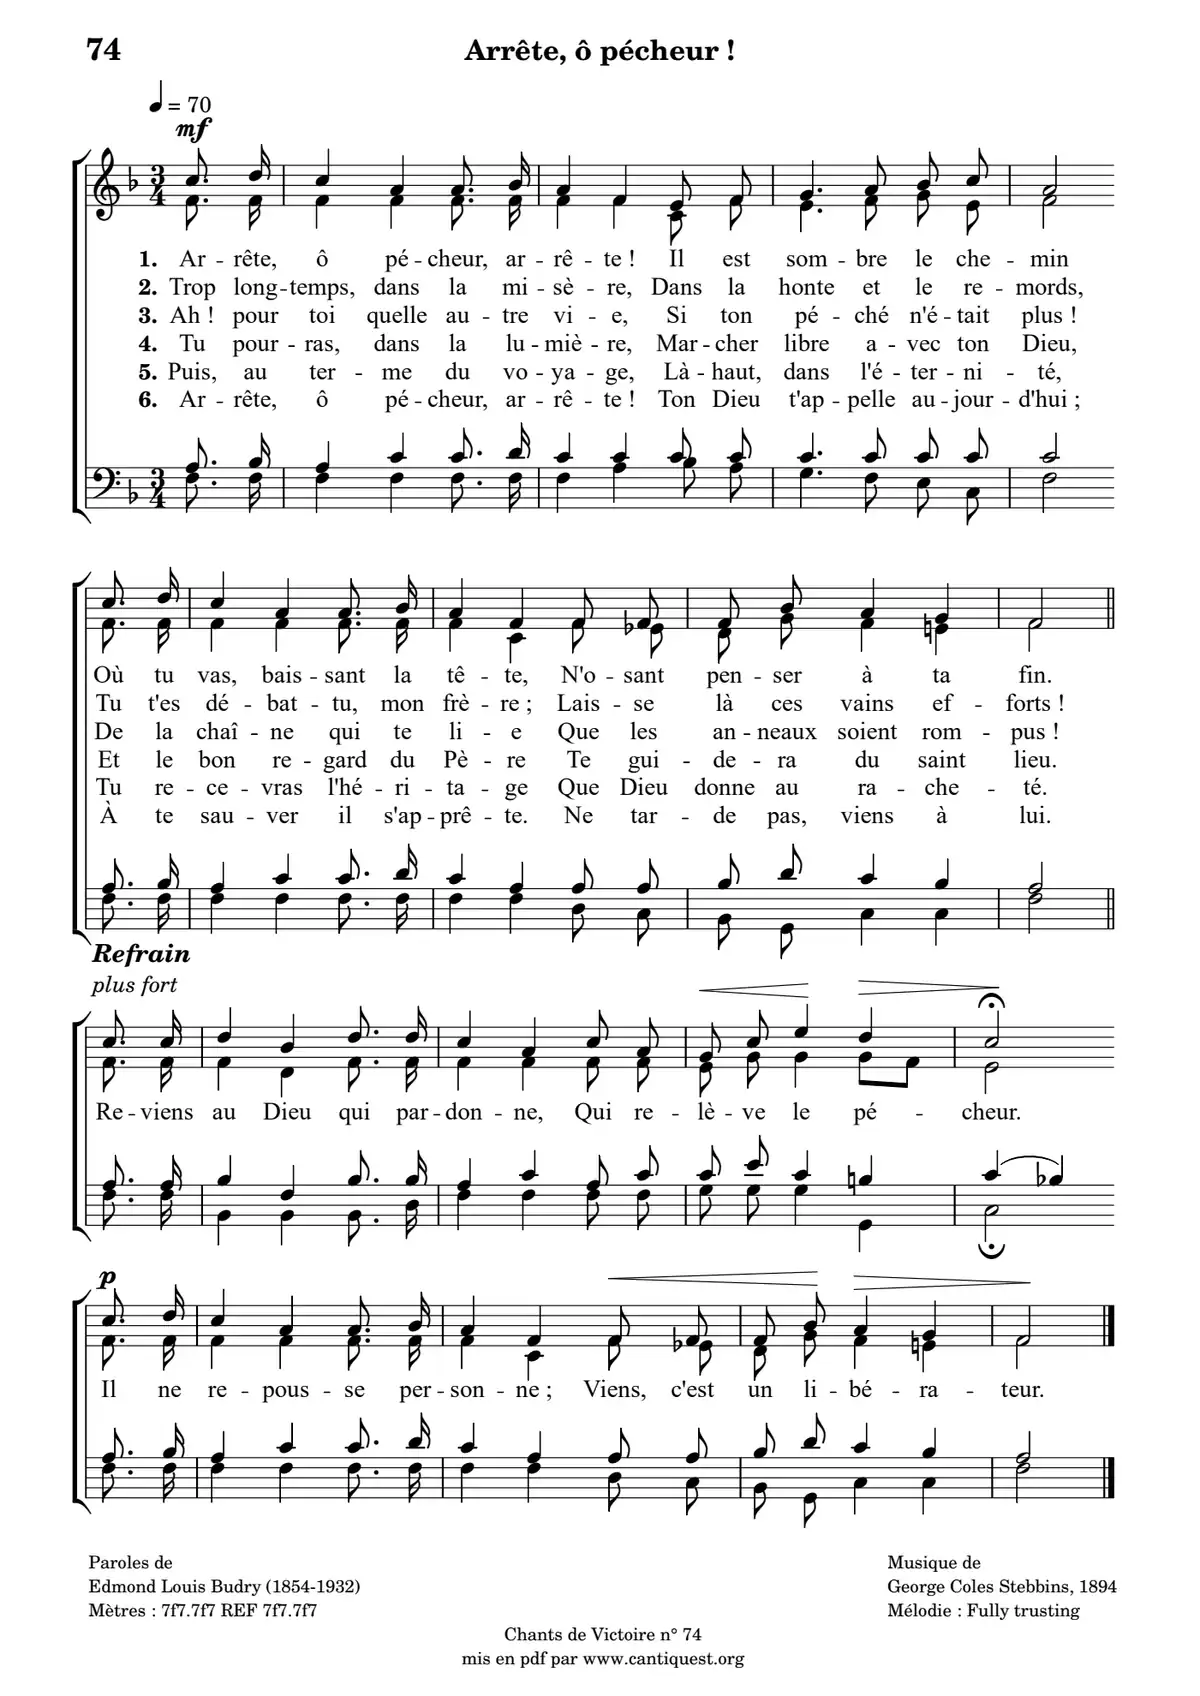 74
Arrête, ô pécheur !
= 70
mf
1. Ar - rête, ô pé - cheur, ar - rê - te ! Il est som - bre le che - min
2. Trop long - temps, dans la mi - sè - re, Dans la honte et le re - mords,
3. Ah ! pour toi quelle au - tre vi - e, Si ton pé - ché n'é - tait plus !
4. Tu pour - ras, dans la lu - miè - re, Mar - cher libre a - vec ton Dieu,
5. Puis, au ter - me du vo - ya - ge, Là - haut, dans l'é - ter - ni - té,
6. Ar - rête, ô pé - cheur, ar - rê - te ! Ton Dieu t'ap - pelle au - jour - d'hui ;
Où tu vas, bais - sant la tê - te, N'o - sant pen - ser à ta fin.
Tu t'es dé - bat - tu, mon frè - re ; Lais - se là ces vains ef - forts !
De la chaî - ne qui te li - e Que les an - neaux soient rom - pus !
Et le bon re - gard du Pè - re Te gui - de - ra du saint lieu.
Tu re - ce - vras l'hé - ri - ta - ge Que Dieu donne au ra - che - té.
À te sau - ver il s'ap - prê - te. Ne tar - de pas, viens à lui.
Refrain
plus fort
Re - viens au Dieu qui par - don - ne, Qui re - lè - ve le pé - cheur.
p
Il ne re - pous - se per - son - ne ; Viens, c'est un li - bé - ra - teur.
Paroles de
Edmond Louis Budry (1854-1932)
Mètres : 7f7.7f7 REF 7f7.7f7
Musique de
George Coles Stebbins, 1894
Mélodie : Fully trusting
Chants de Victoire n° 74
mis en pdf par www.cantiquest.org